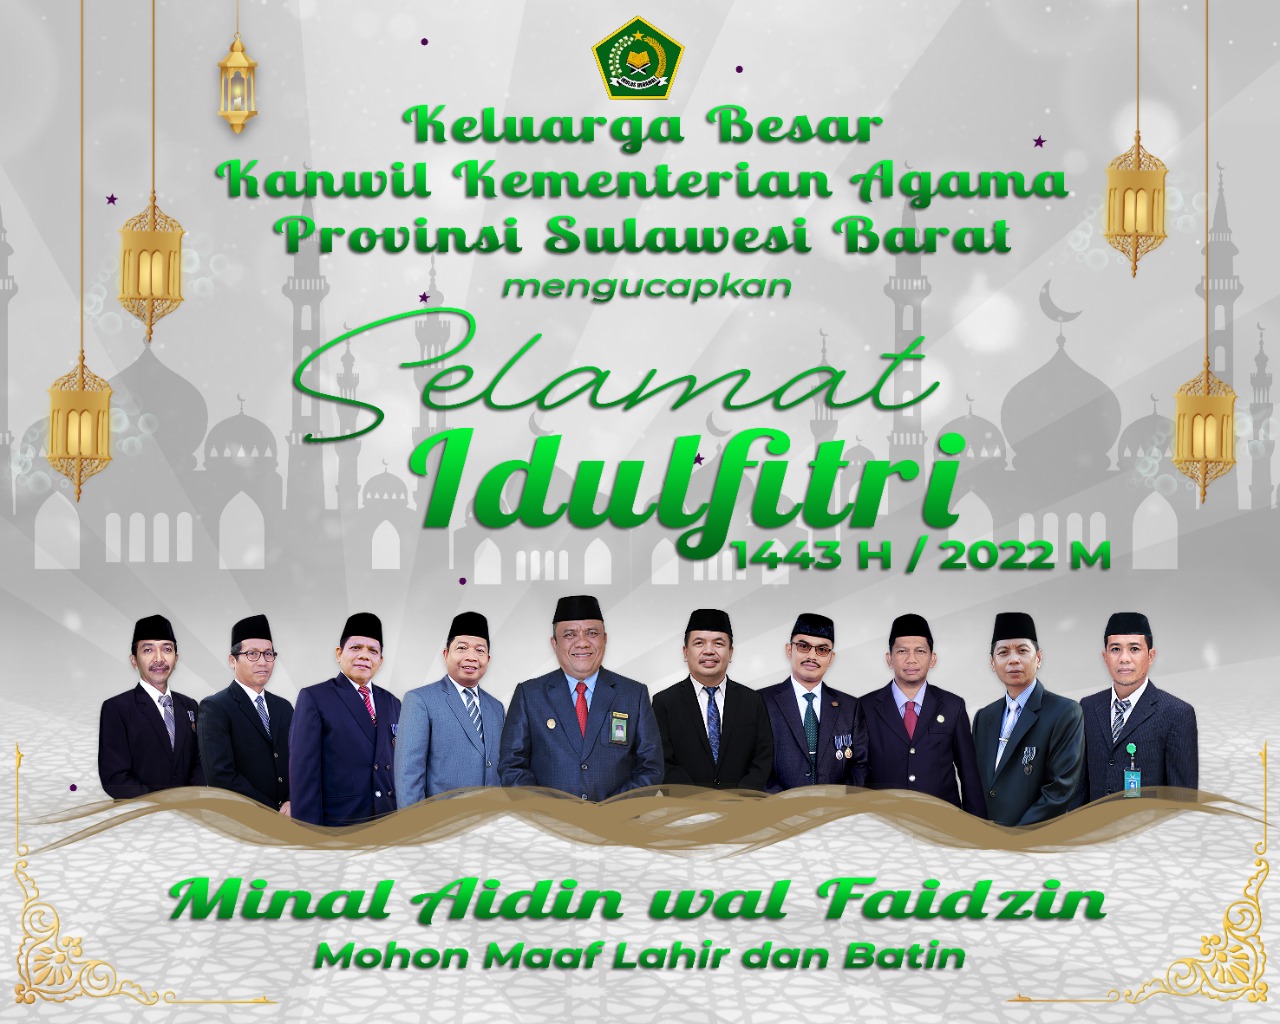 Keluarga Besar
Kanwil Kementerian Agama
Provinsi Sulawesi Barat
mengucapkan
Selamat
Idulfitri
1443 H / 2022 M
Minal Aidin wal Faidzin
Mohon Maaf Lahir dan Batin